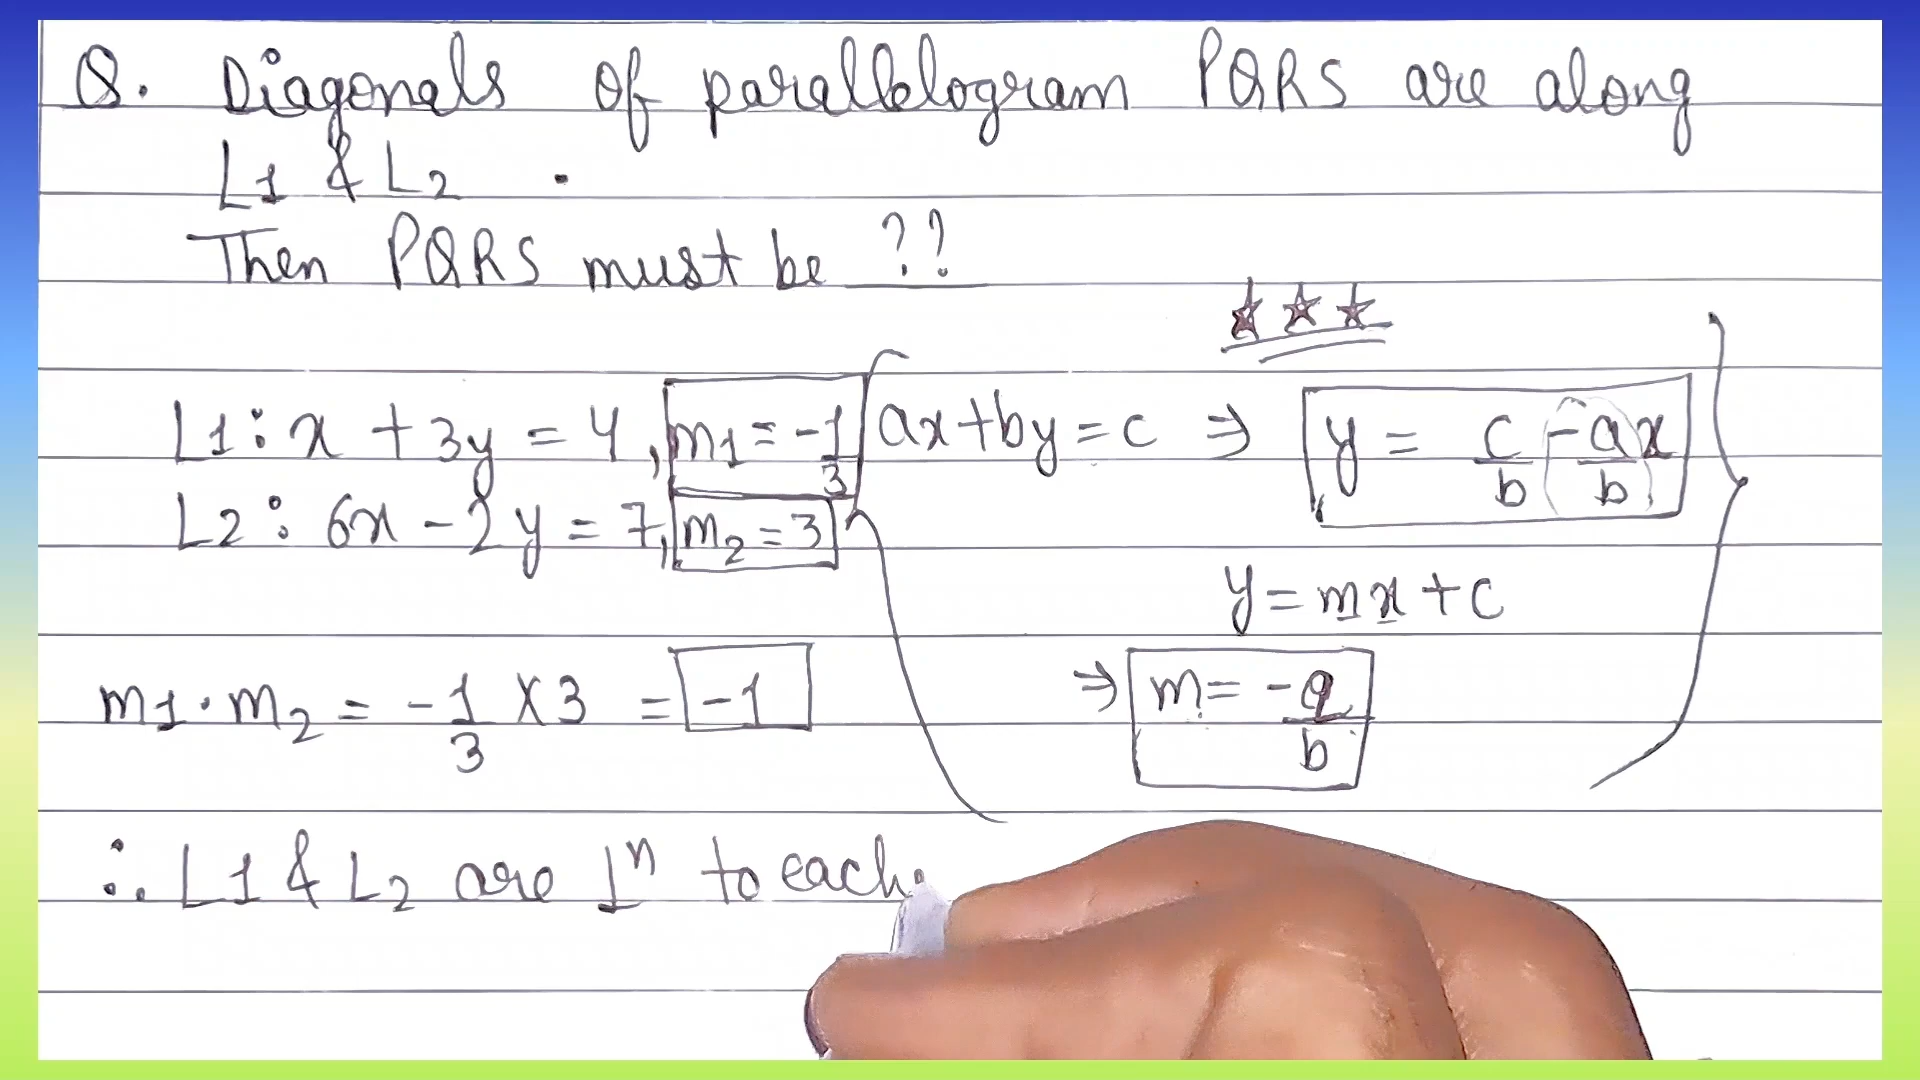 Q. Diagonals of parallelogram PQRS are along
L1 & L2 .
Then PQRS must be ??
L1: x + 3y = 4, m1 = -1/3 ax+by = c ⇒ y = c/b -a/b x
L2: 6x - 2y = 7, m2 = 3
y = mx + c
m1 · m2 = -1/3 X 3 = -1 ⇒ m = -a/b
∴ L1 & L2 are ⊥n to each